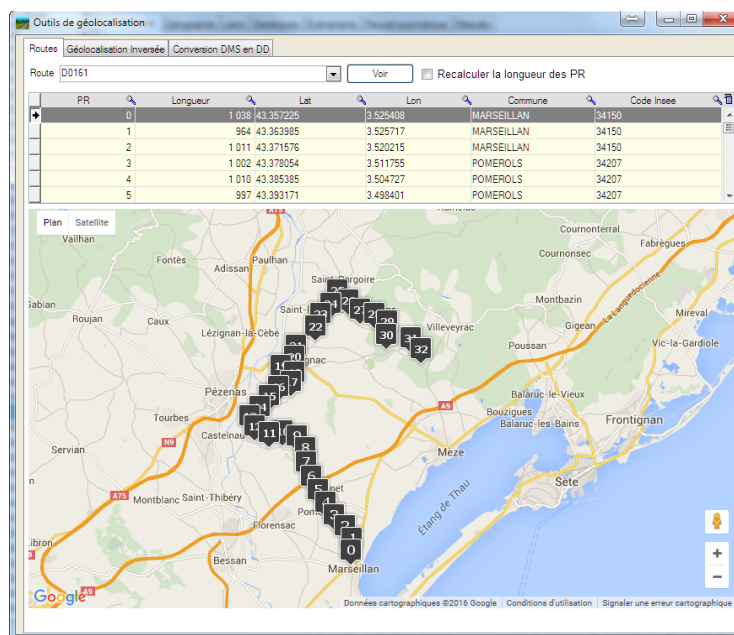 Outils de géolocalisation
Routes Géolocalisation Inversée Conversion DMS en DD
Route D0161 Voir Recalculer la longueur des PR
PR Longueur Lat Lon Commune Code Insee
0 1 038 43.357225 3.525408 MARSEILLAN 34150
1 964 43.363985 3.525717 MARSEILLAN 34150
2 1 011 43.371576 3.520215 MARSEILLAN 34150
3 1 002 43.378054 3.511755 POMEROLS 34207
4 1 010 43.385385 3.504727 POMEROLS 34207
5 997 43.393171 3.498401 POMEROLS 34207
Plan Satellite
A75
Cournonterral
Vailhan
Fabrègues
Fontès
Paulhan
Cournonsec
Adissan
La Languedocienne
Montbazin
Roujan
Caux
Mireval
Gigean
22
Villeveyrac
Lézignan-la-Cèbe
30
31
Vic-la-Gardiole
Poussan
32
20
Pézenas
Balaruc-le-Vieux
A9
Bouzigues
Tourbes
Frontignan
Balaruc-les-Bains
11
N9
9
8
Servian
Mèze
7
6
Sète
5
A75
Montblanc
Saint-Thibéry
4
Étang de Thau
3
Florensac
2
1
0
Bessan
Marseillan
Google
Données cartographiques ©2016 Google Conditions d'utilisation Signaler une erreur cartographique